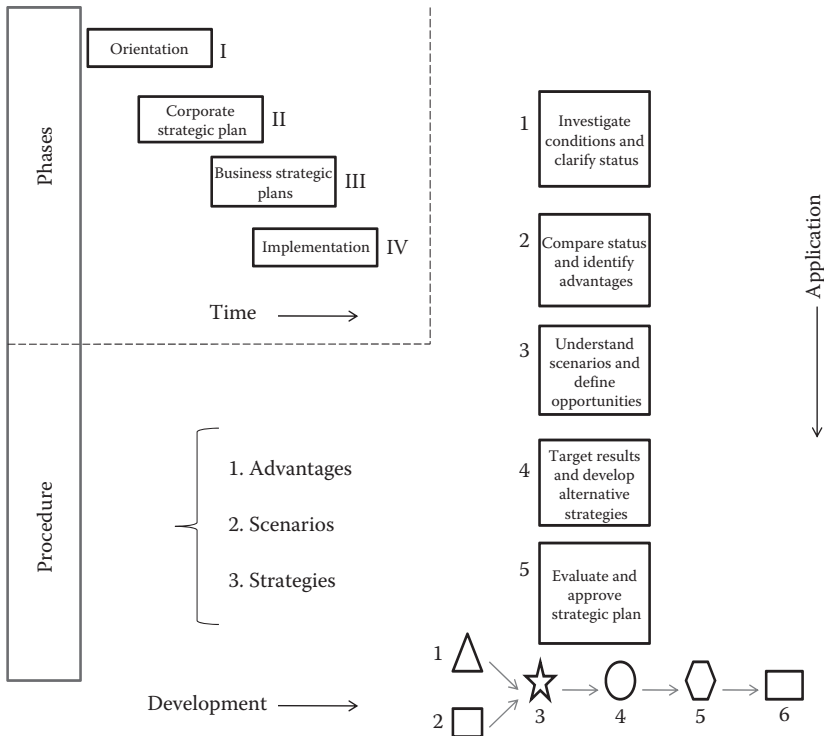 Phases
Orientation
I
Corporate
strategic plan
II
Business strategic
plans
III
Implementation
IV
Time
Procedure
1. Advantages
2. Scenarios
3. Strategies
Development
1
Investigate
conditions and
clarify status
2
Compare status
and identify
advantages
3
Understand
scenarios and
define
opportunities
4
Target results
and develop
alternative
strategies
5
Evaluate and
approve
strategic plan
Application
1
2
3
4
5
6